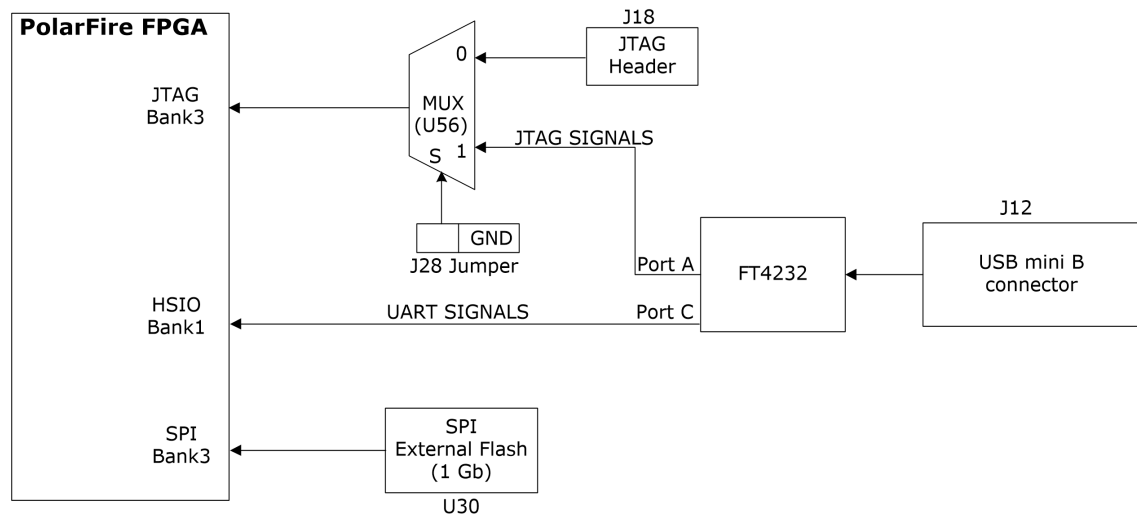 PolarFire FPGA
J18
JTAG
Header
0
JTAG
Bank3
MUX
(U56)
S
1
JTAG SIGNALS
J12
GND
J28 Jumper
Port A
FT4232
USB mini B
connector
HSIO
Bank1
UART SIGNALS
Port C
SPI
Bank3
SPI
External Flash
(1 Gb)
U30